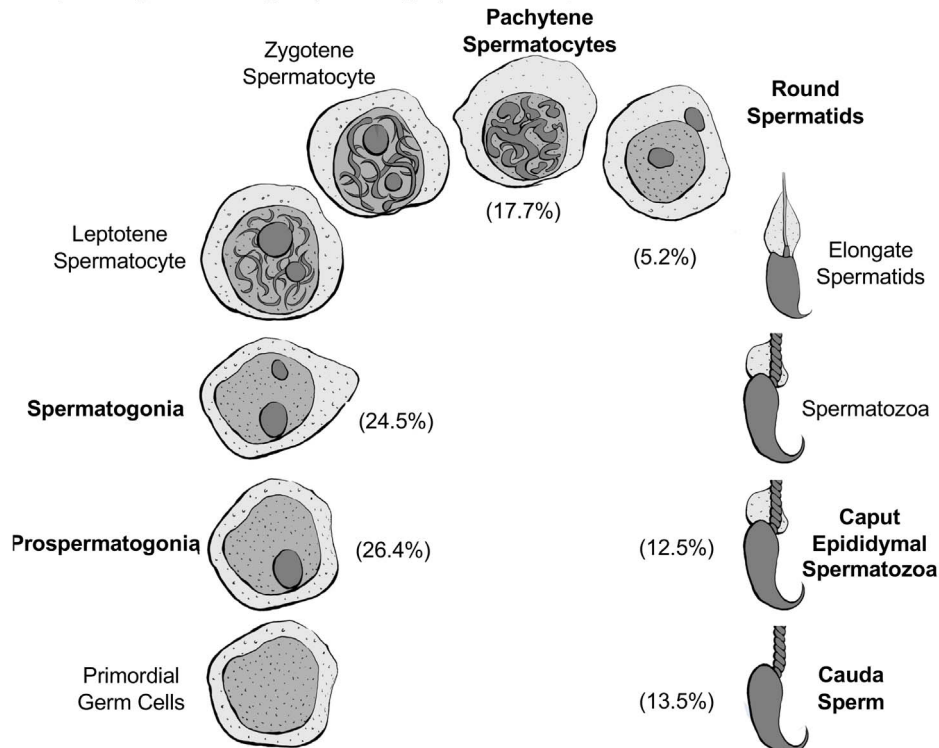 Pachytene
Spermatocytes
Zygotene
Spermatocyte
Round
Spermatids
(17.7%)
(5.2%)
Leptotene
Spermatocyte
Elongate
Spermatids
Spermatogonia
(24.5%)
Spermatozoa
Prospermatogonia
(26.4%)
(12.5%)
Caput
Epididymal
Spermatozoa
Primordial
Germ Cells
(13.5%)
Cauda
Sperm